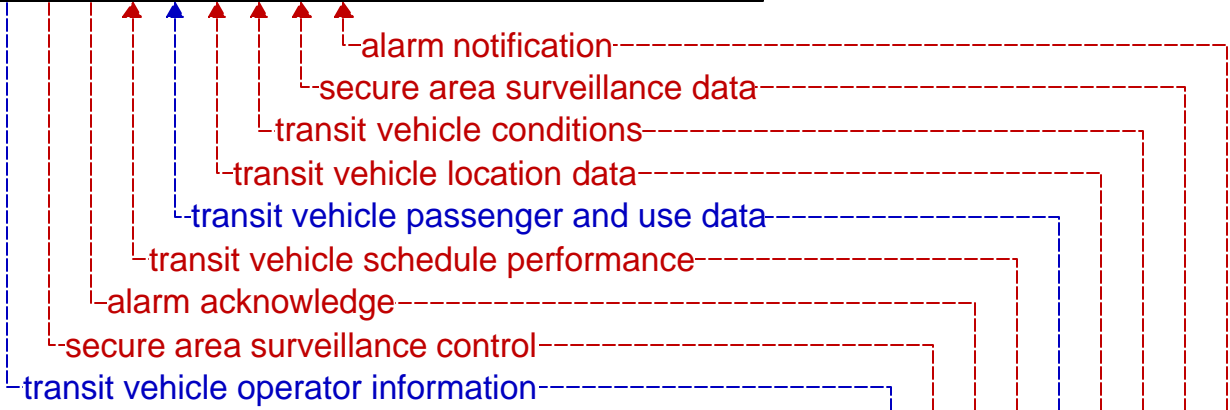 alarm notification
secure area surveillance data
transit vehicle conditions
transit vehicle location data
transit vehicle passenger and use data
transit vehicle schedule performance
alarm acknowledge
secure area surveillance control
transit vehicle operator information